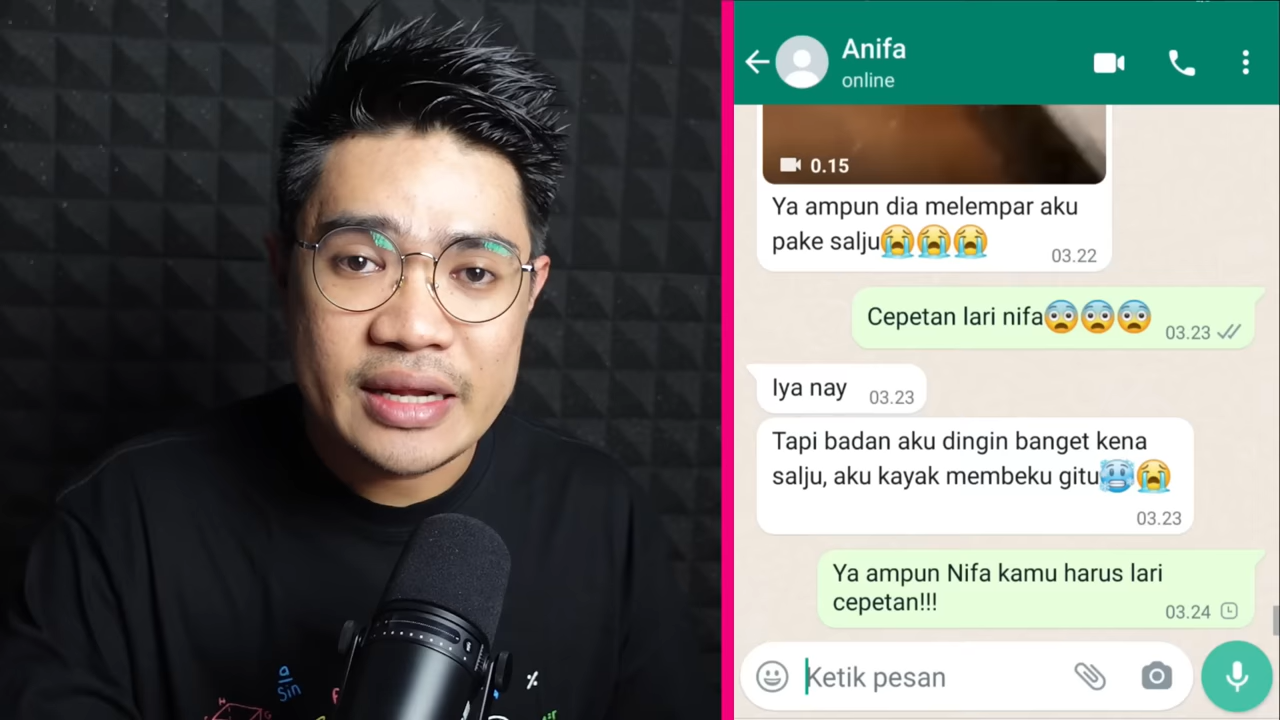 Anifa
online
0.15
Ya ampun dia melempar aku
pake salju😭😭😭
03.22
Cepetan lari nifa😨😨😨
03.23
Iya nay
03.23
Tapi badan aku dingin banget kena
salju, aku kayak membeku gitu🥶😭
03.23
Ya ampun Nifa kamu harus lari
cepetan!!!
03.24
Ketik pesan
a
Sin
%